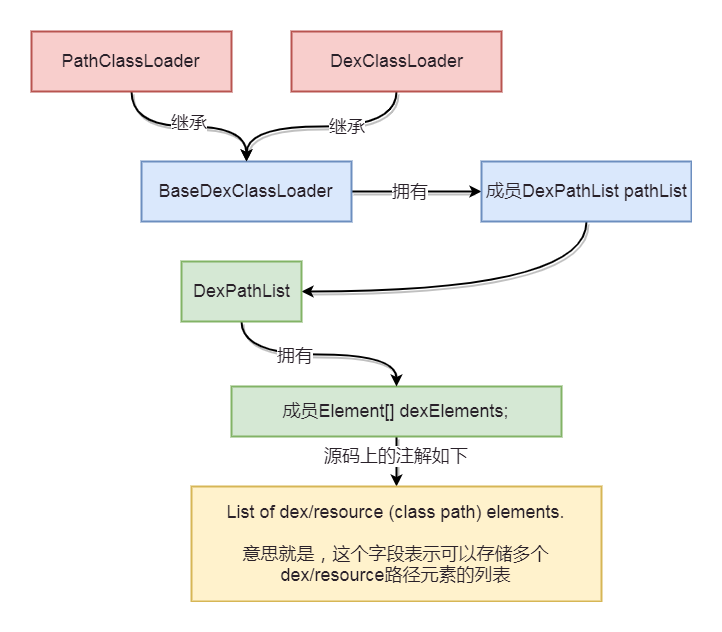 PathClassLoader
DexClassLoader
继承
继承
BaseDexClassLoader
拥有
成员DexPathList pathList
DexPathList
拥有
成员Element[] dexElements;
源码上的注解如下
List of dex/resource (class path) elements.
意思就是，这个字段表示可以存储多个
dex/resource路径元素的列表